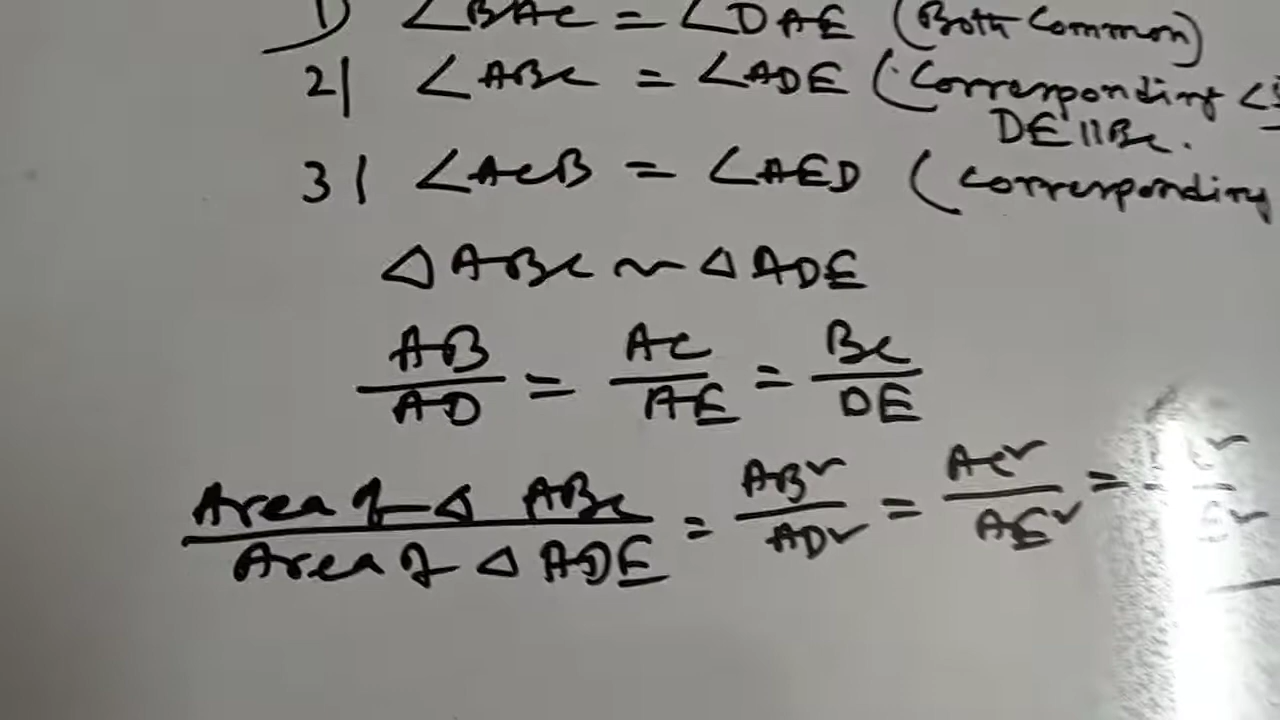 1) ∠BAC = ∠DAE (Both Common)
2| ∠ABC = ∠ADE (Corresponding ∠s
DE || BC.
3| ∠ACB = ∠AED (Corresponding
△ ABC ~ △ ADE
AB/AD = AC/AE = BC/DE
Area of △ ABC / Area of △ ADE = AB²/AD² = AC²/AE² =